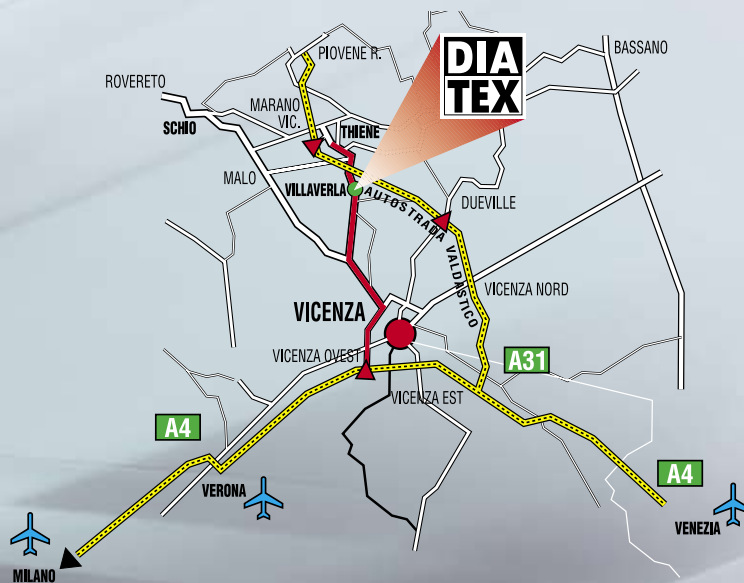 PIOVENE R.
DIA
TEX
BASSANO
ROVERETO
MARANO
VIC.
SCHIO
THIENE
MALO
VILLAVERLA
AUTOSTRADA VALDASTICO
DUEVILLE
VICENZA NORD
VICENZA
VICENZA OVEST
A31
VICENZA EST
A4
A4
VERONA
VENEZIA
MILANO